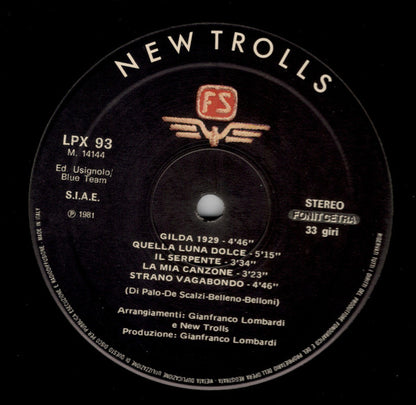 NEW TROLLS
FS
LPX 93
M. 14144
Ed Usignolo/
Blue Team
S.I.A.E.
℗ 1981
STEREO
FONIT CETRA
33 giri
GILDA 1929 - 4'46"
QUELLA LUNA DOLCE - 5'15"
IL SERPENTE - 3'34"
LA MIA CANZONE - 3'23"
STRANO VAGABONDO - 4'46"
(Di Palo-De Scalzi-Belleno-Belloni)
Arrangiamenti: Gianfranco Lombardi
e New Trolls
Produzione: Gianfranco Lombardi